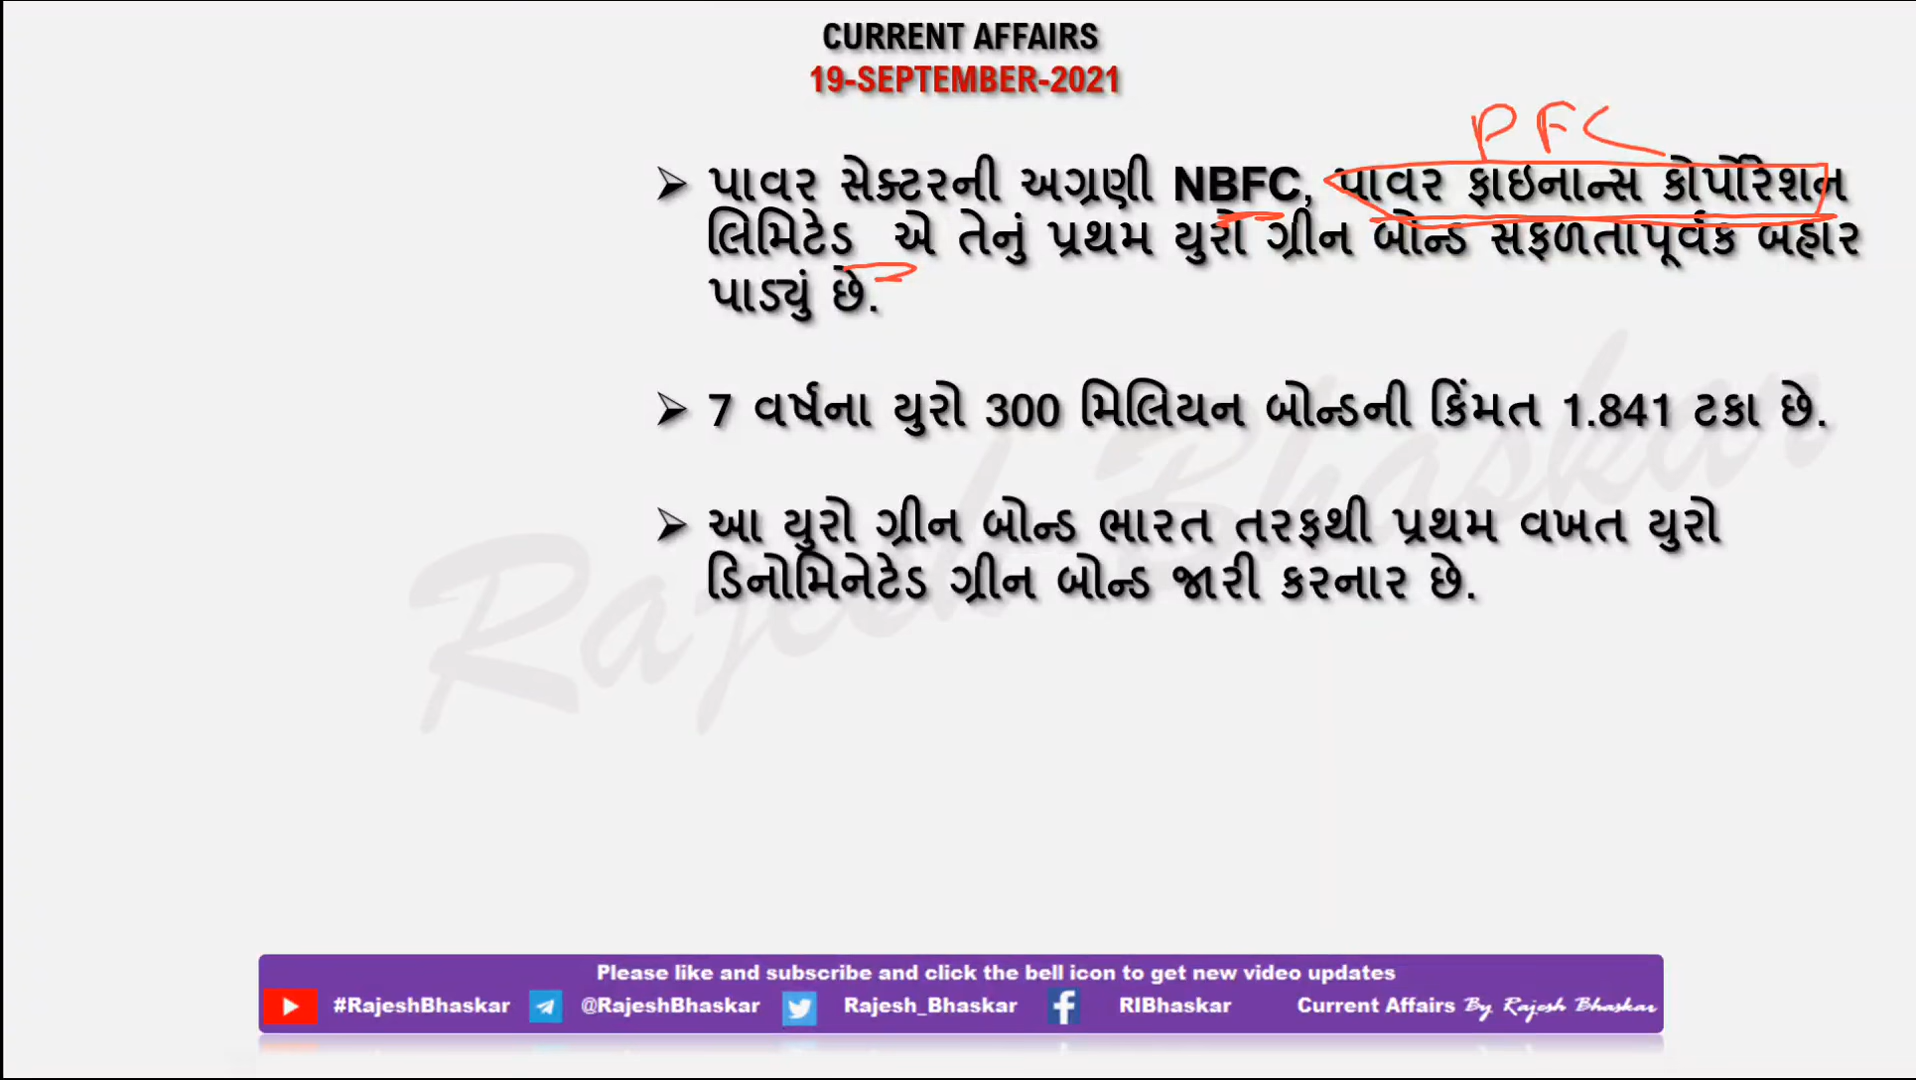 CURRENT AFFAIRS
19-SEPTEMBER-2021
PFC
➢ પાવર સેક્ટરની અગ્રણી NBFC, પાવર ફાઇનાન્સ કોર્પોરેશન
લિમિટેડ એ તેનું પ્રથમ યુરો ગ્રીન બોન્ડ સફળતાપૂર્વક બહાર
પાડ્યું છે.
➢ 7 વર્ષના યુરો 300 મિલિયન બોન્ડની કિંમત 1.841 ટકા છે.
➢ આ યુરો ગ્રીન બોન્ડ ભારત તરફથી પ્રથમ વખત યુરો
ડિનોમિનેટેડ ગ્રીન બોન્ડ જારી કરનાર છે.
Rajesh Bhaskar
Please like and subscribe and click the bell icon to get new video updates
#RajeshBhaskar @RajeshBhaskar Rajesh_Bhaskar RIBhaskar Current Affairs By Rajesh Bhaskar